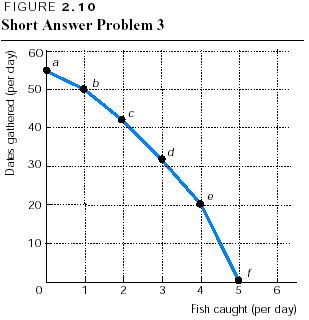 FIGURE 2.10
Short Answer Problem 3
Dates gathered (per day)
60
50
40
30
20
10
0
a
b
c
d
e
f
1 2 3 4 5 6
Fish caught (per day)